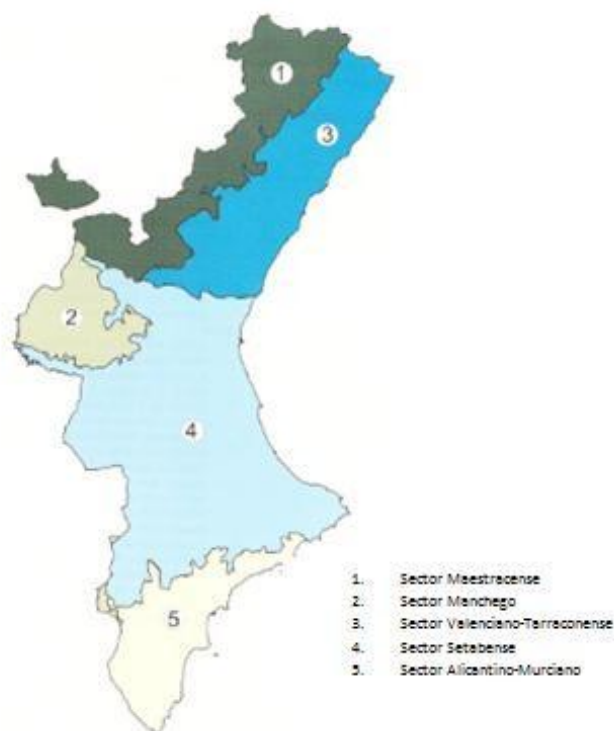 1
3
2
4
5
1. Sector Maestracense
2. Sector Manchego
3. Sector Valenciano-Tarraconense
4. Sector Setabense
5. Sector Alicantino-Murciano